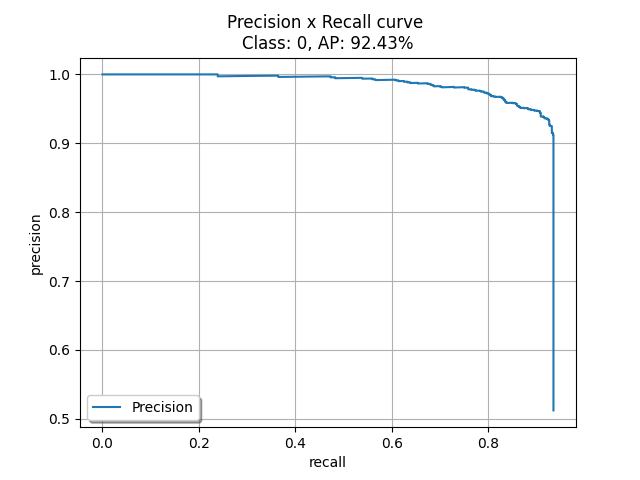 Precision x Recall curve
Class: 0, AP: 92.43%
1.0
0.9
0.8
0.7
0.6
0.5
precision
Precision
0.0 0.2 0.4 0.6 0.8
recall